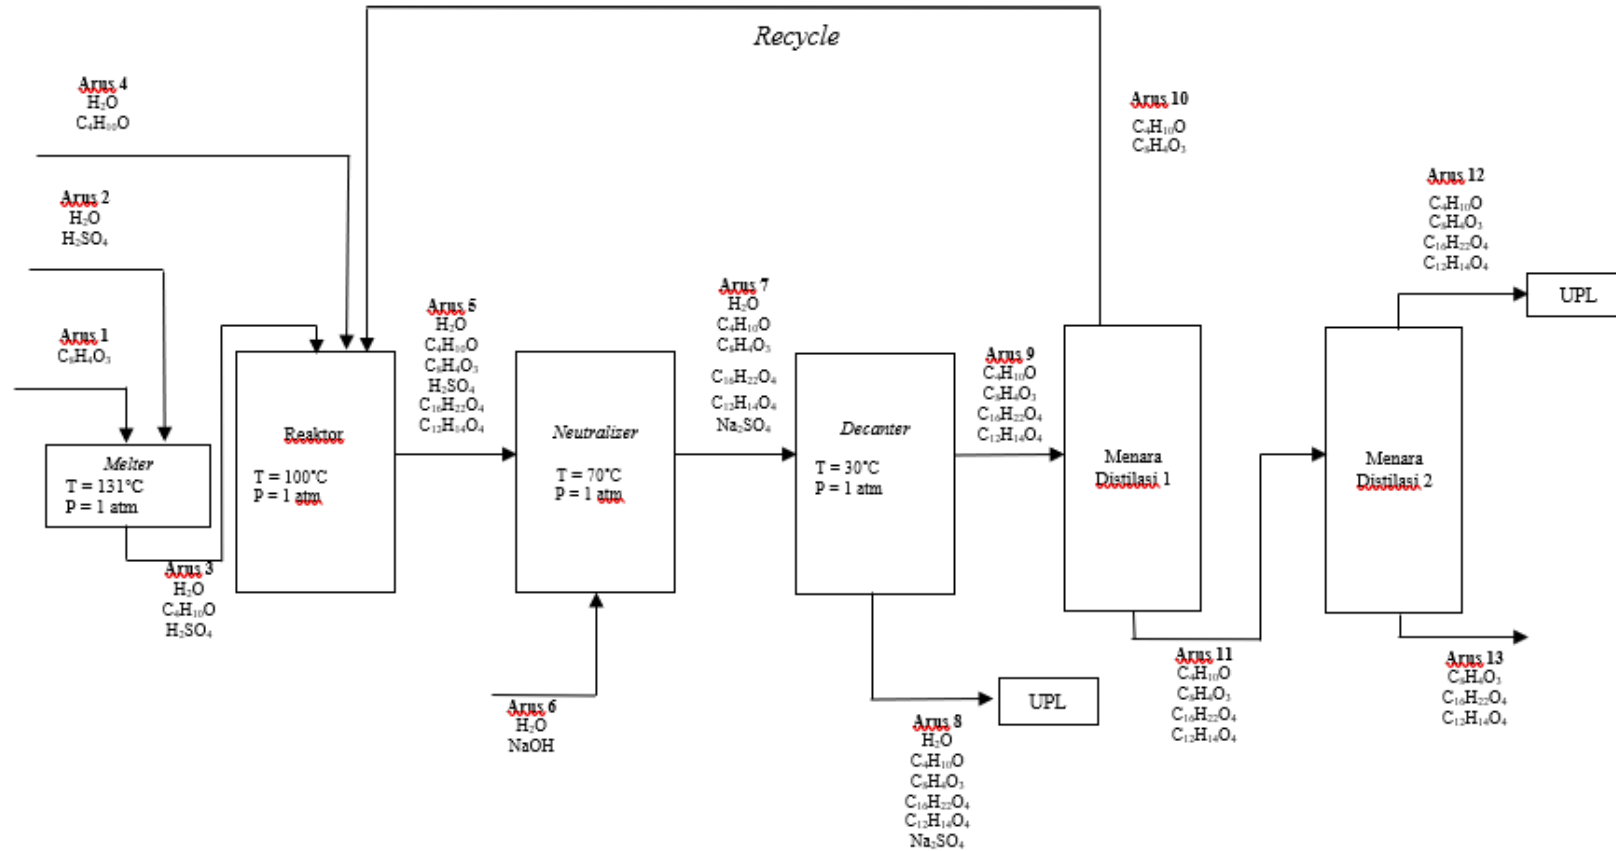 Recycle
Arus 4
H₂O
C₄H₁₀O
Arus 10
C₄H₁₀O
C₈H₄O₃
Arus 2
H₂O
H₂SO₄
Arus 12
C₄H₁₀O
C₈H₄O₃
C₁₆H₂₂O₄
C₁₂H₁₄O₄
UPL
Arus 1
C₈H₄O₃
Arus 5
H₂O
C₄H₁₀O
C₈H₄O₃
H₂SO₄
C₁₆H₂₂O₄
C₁₂H₁₄O₄
Arus 7
H₂O
C₄H₁₀O
C₈H₄O₃
C₁₆H₂₂O₄
C₁₂H₁₄O₄
Na₂SO₄
Arus 9
C₄H₁₀O
C₈H₄O₃
C₁₆H₂₂O₄
C₁₂H₁₄O₄
Melter
T = 131°C
P = 1 atm
Reaktor
T = 100°C
P = 1 atm
Neutralizer
T = 70°C
P = 1 atm
Decanter
T = 30°C
P = 1 atm
Menara
Distilasi 1
Menara
Distilasi 2
Arus 3
H₂O
C₄H₁₀O
H₂SO₄
Arus 6
H₂O
NaOH
Arus 8
H₂O
C₄H₁₀O
C₈H₄O₃
C₁₆H₂₂O₄
C₁₂H₁₄O₄
Na₂SO₄
UPL
Arus 11
C₄H₁₀O
C₈H₄O₃
C₁₆H₂₂O₄
C₁₂H₁₄O₄
Arus 13
C₈H₄O₃
C₁₆H₂₂O₄
C₁₂H₁₄O₄